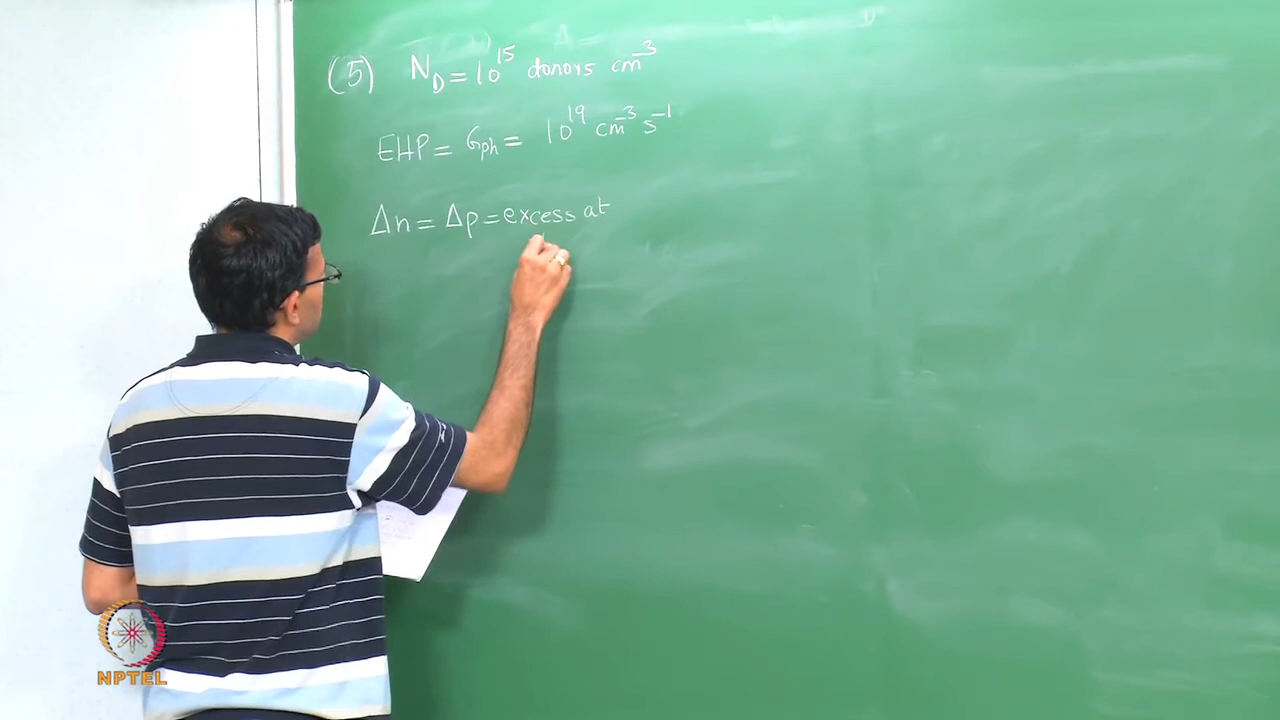 (5) N_D = 10^15 donors cm^-3
EHP = G_ph = 10^19 cm^-3 s^-1
Δn = Δp = excess at
NPTEL